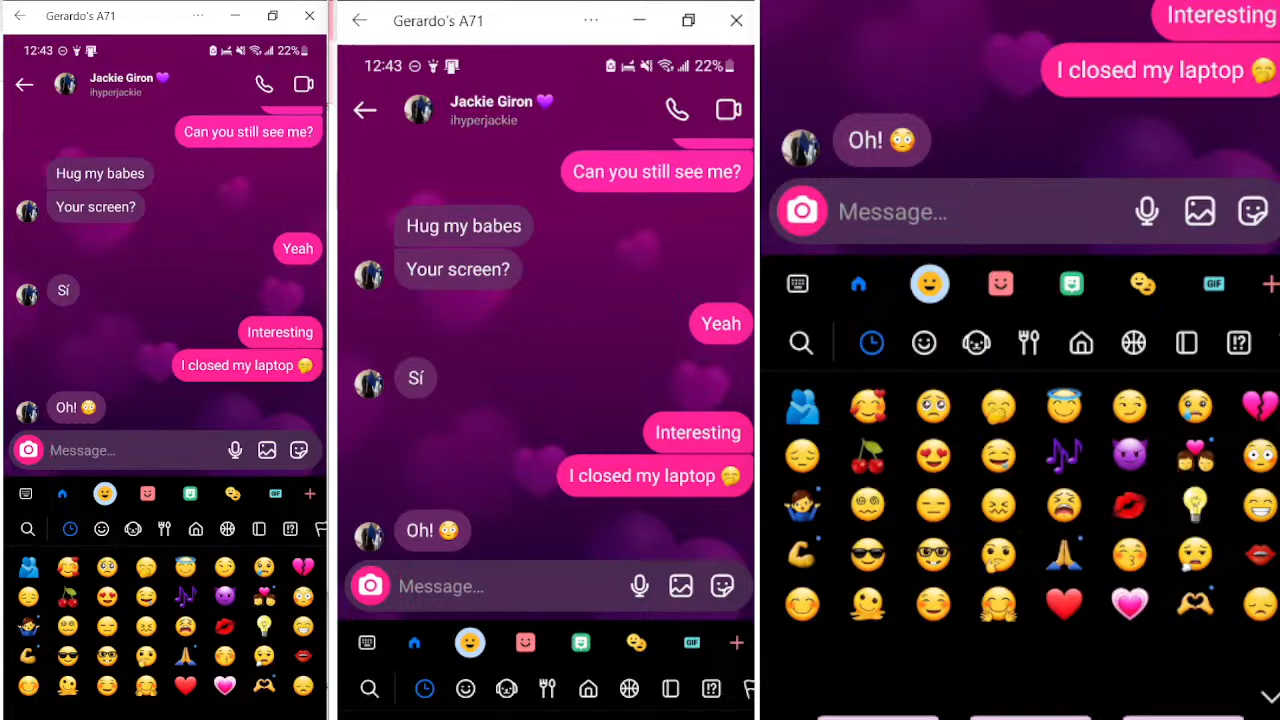 Gerardo's A71
12:43
22%
Jackie Giron 💜
ihyperjackie
Can you still see me?
Hug my babes
Your screen?
Yeah
Sí
Interesting
I closed my laptop 🤭
Oh! 😳
Message...
GIF
Gerardo's A71
12:43
22%
Jackie Giron 💜
ihyperjackie
Can you still see me?
Hug my babes
Your screen?
Yeah
Sí
Interesting
I closed my laptop 🤭
Oh! 😳
Message...
GIF
Interesting
I closed my laptop 🤭
Oh! 😳
Message...
GIF